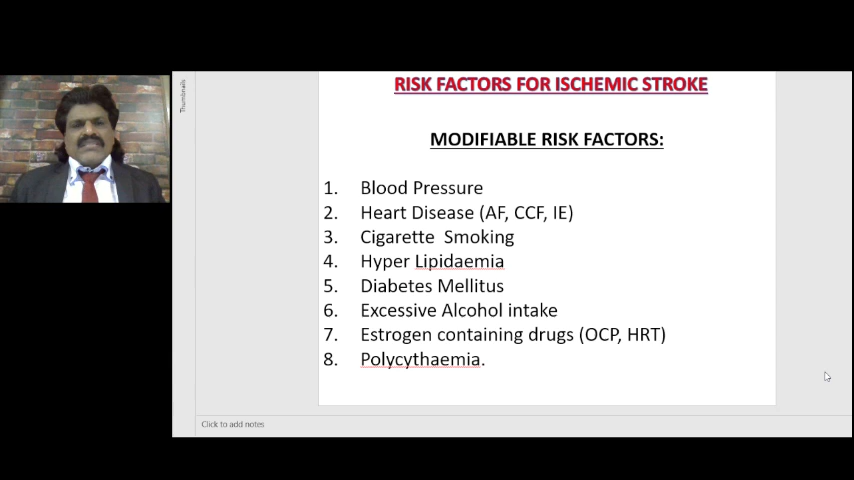 Thumbnails
RISK FACTORS FOR ISCHEMIC STROKE
MODIFIABLE RISK FACTORS:
1. Blood Pressure
2. Heart Disease (AF, CCF, IE)
3. Cigarette Smoking
4. Hyper Lipidaemia
5. Diabetes Mellitus
6. Excessive Alcohol intake
7. Estrogen containing drugs (OCP, HRT)
8. Polycythaemia.
Click to add notes